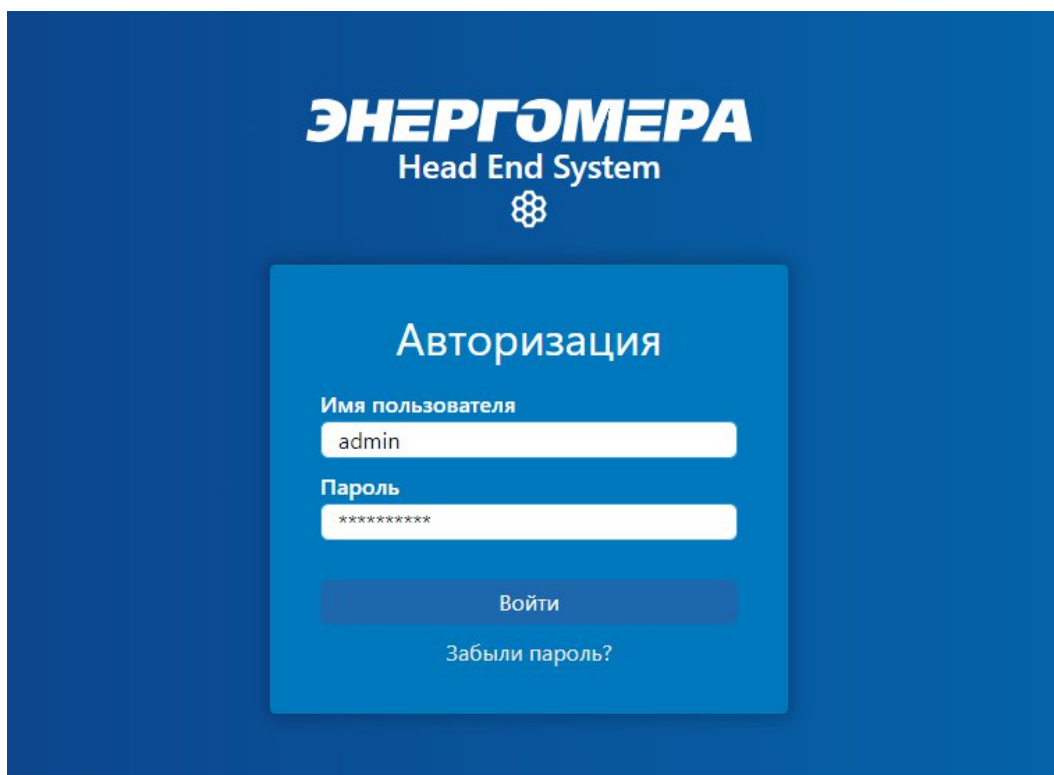 ЭНЕРГОМЕРА
Head End System
Авторизация
Имя пользователя
admin
Пароль
**********
Войти
Забыли пароль?